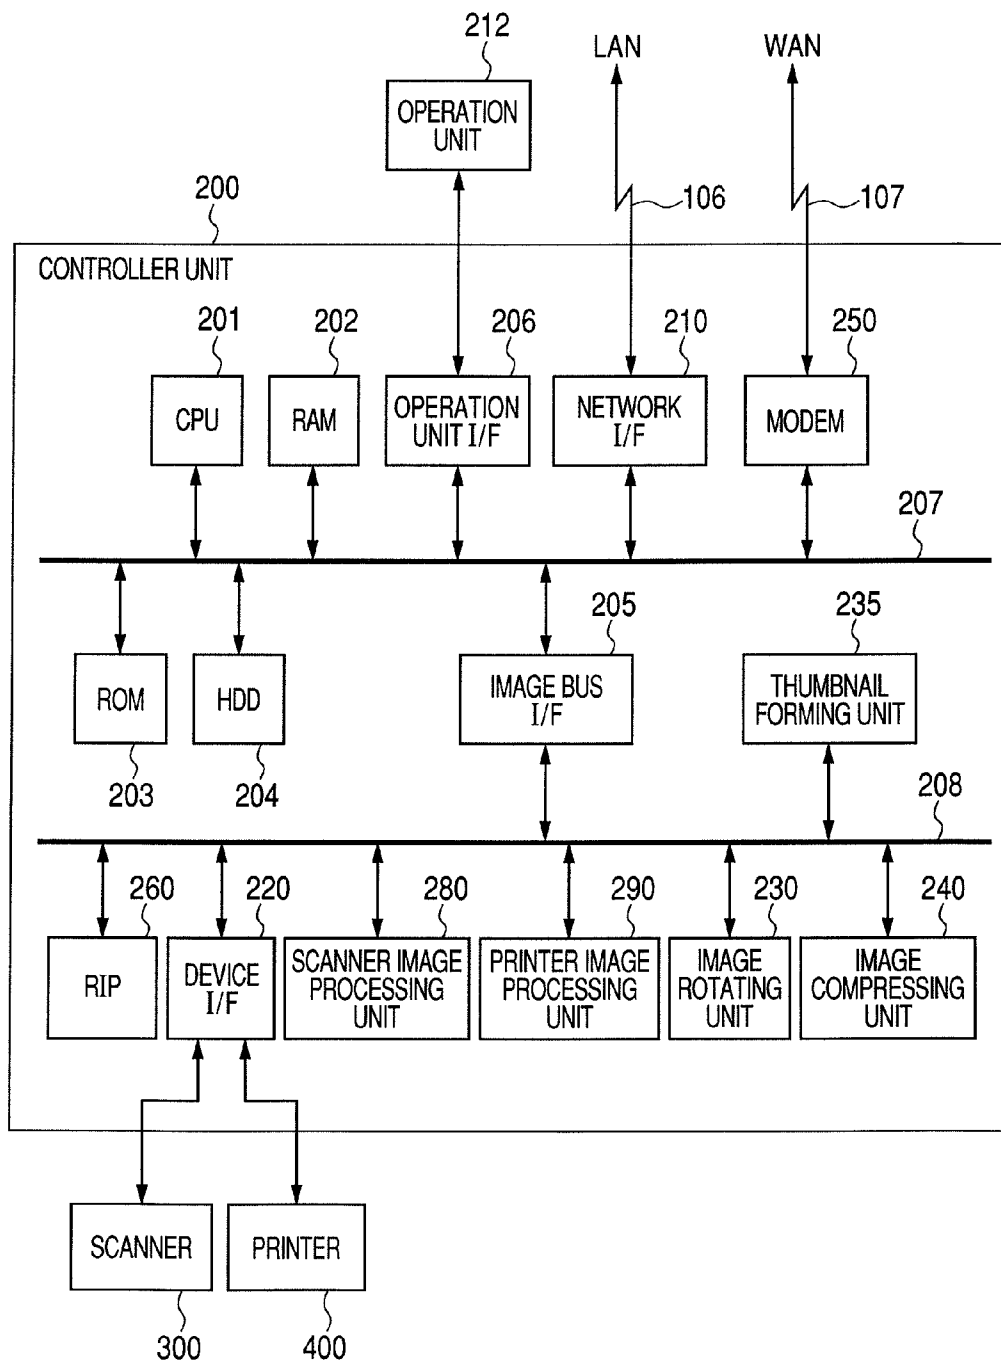 212
LAN
WAN
OPERATION
UNIT
200
106
107
CONTROLLER UNIT
201
202
206
210
250
CPU
RAM
OPERATION
UNIT I/F
NETWORK
I/F
MODEM
207
205
235
ROM
HDD
IMAGE BUS
I/F
THUMBNAIL
FORMING UNIT
203
204
208
260
220
280
290
230
240
RIP
DEVICE
I/F
SCANNER IMAGE
PROCESSING
UNIT
PRINTER IMAGE
PROCESSING
UNIT
IMAGE
ROTATING
UNIT
IMAGE
COMPRESSING
UNIT
SCANNER
PRINTER
300
400